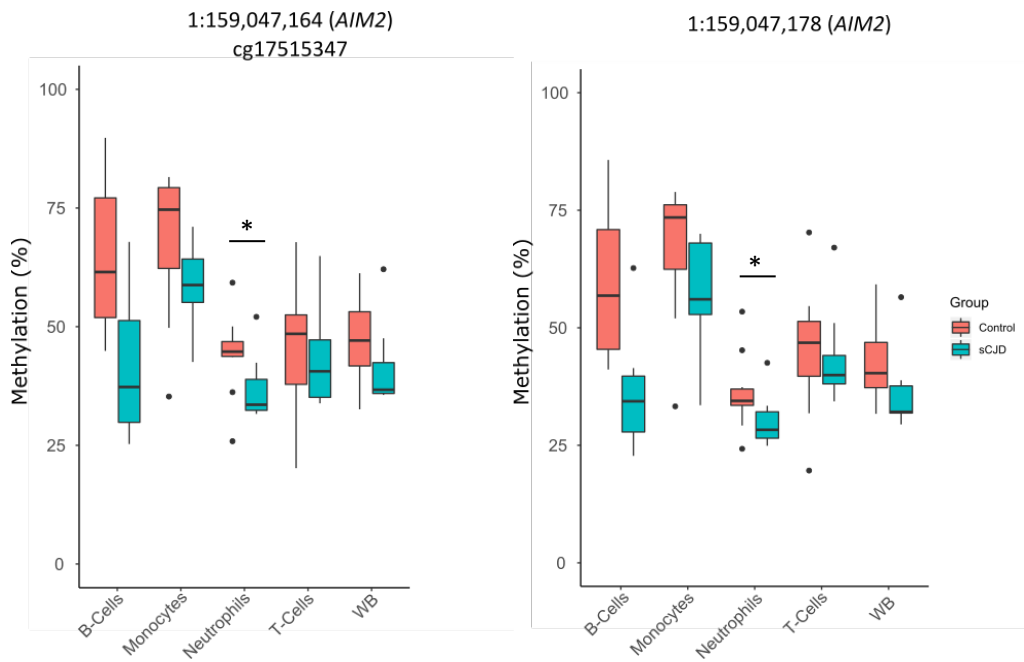 1:159,047,164 (AIM2)
cg17515347
Methylation (%)
100
75
50
25
0
*
B-Cells
Monocytes
Neutrophils
T-Cells
WB
1:159,047,178 (AIM2)
Methylation (%)
100
75
50
25
0
*
B-Cells
Monocytes
Neutrophils
T-Cells
WB
Group
Control
sCJD